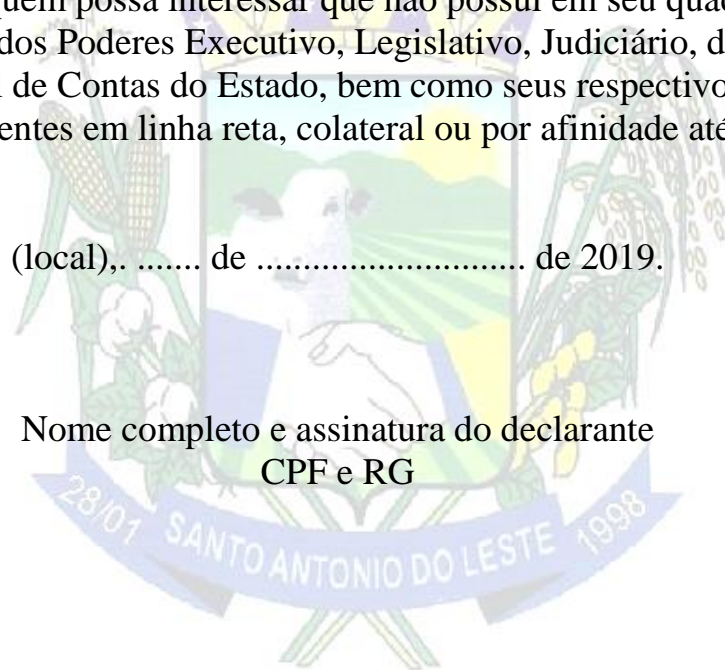 quem possa interessar que não possui em seu quad
dos Poderes Executivo, Legislativo, Judiciário, d
de Contas do Estado, bem como seus respectivo
entes em linha reta, colateral ou por afinidade até
(local),. ....... de ............................. de 2019.
Nome completo e assinatura do declarante
CPF e RG
28/01 SANTO ANTONIO DO LESTE 1998